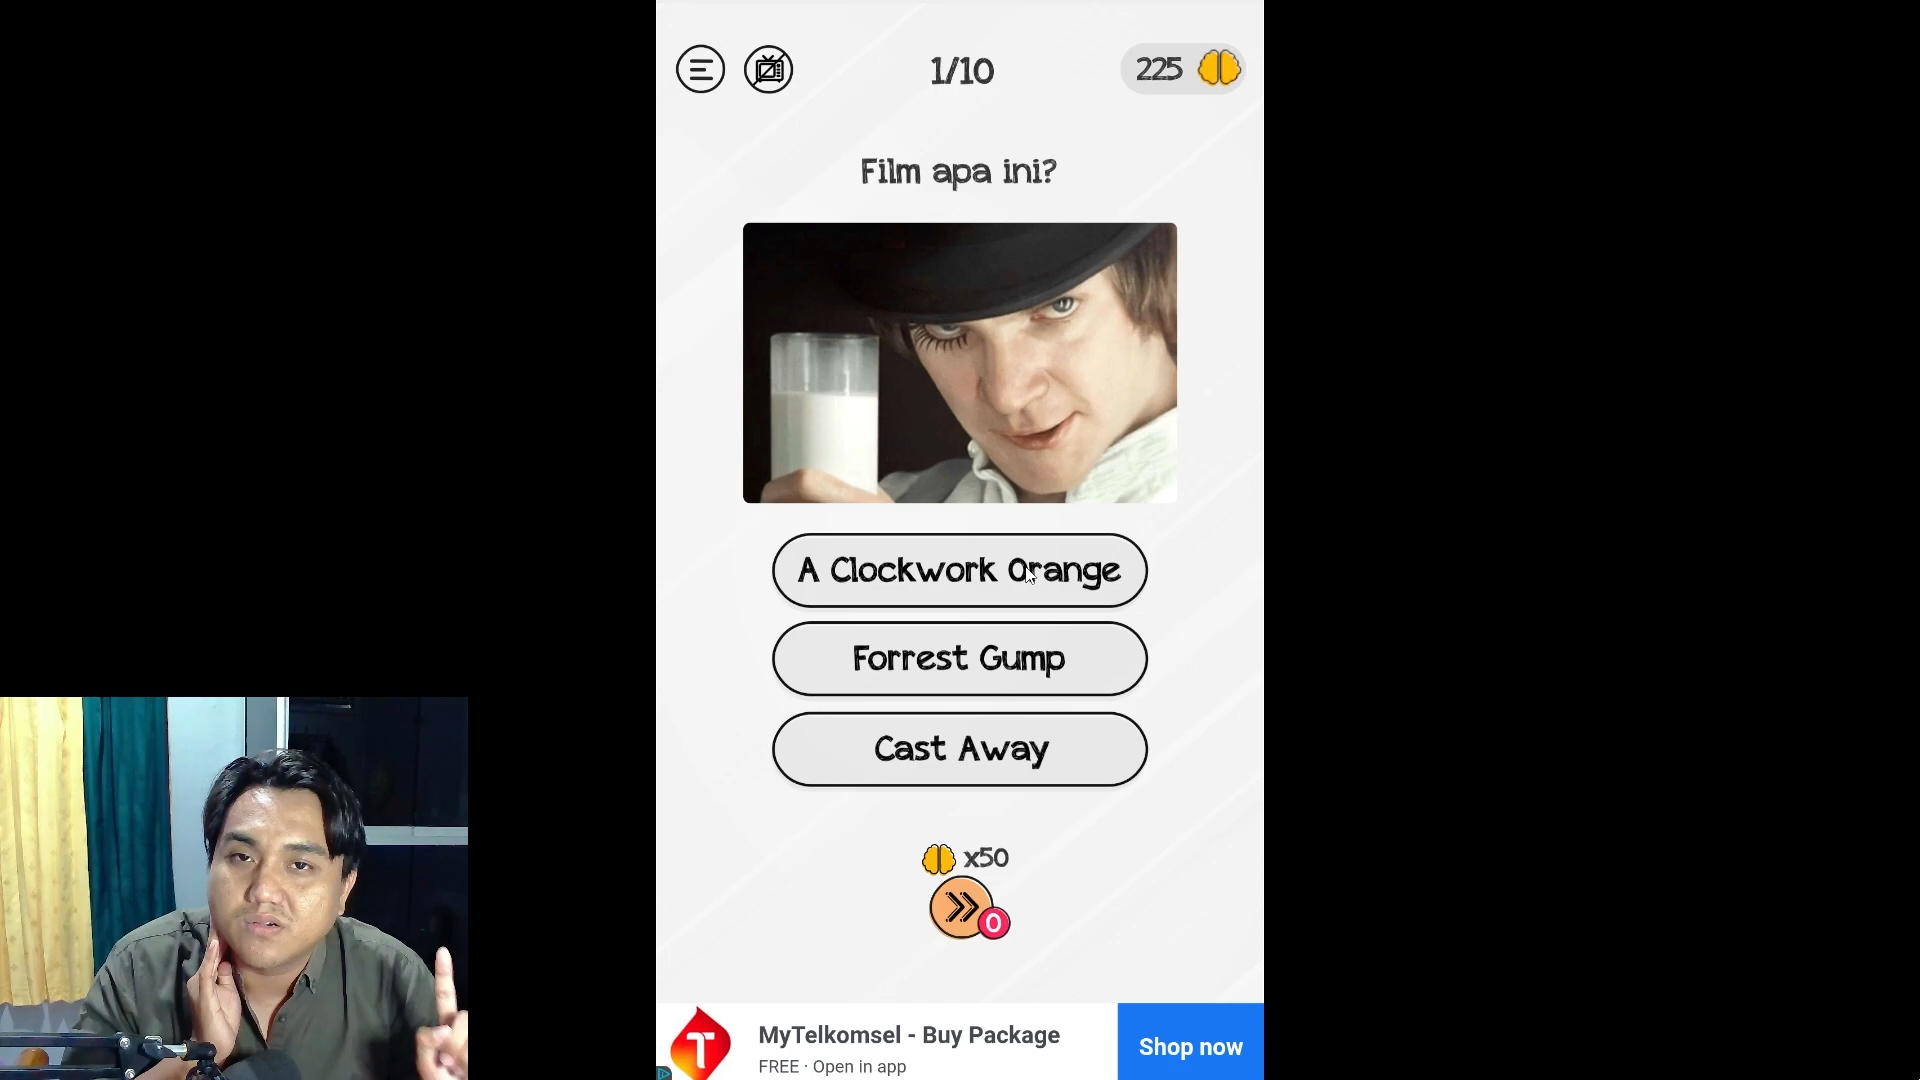 1/10
225
Film apa ini?
A Clockwork Orange
Forrest Gump
Cast Away
x50
0
MyTelkomsel - Buy Package
FREE · Open in app
Shop now